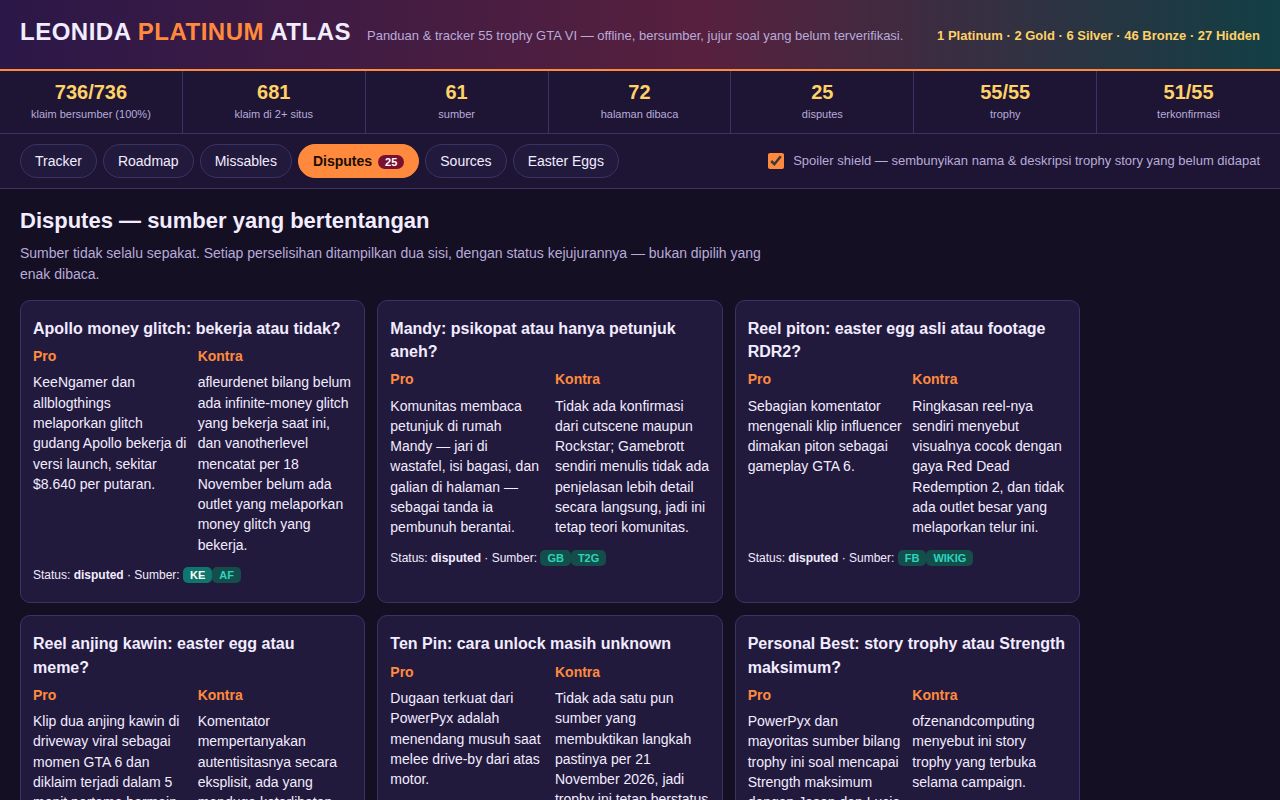 LEONIDA PLATINUM ATLAS
Panduan & tracker 55 trophy GTA VI — offline, bersumber, jujur soal yang belum terverifikasi.
1 Platinum · 2 Gold · 6 Silver · 46 Bronze · 27 Hidden
736/736
klaim bersumber (100%)
681
klaim di 2+ situs
61
sumber
72
halaman dibaca
25
disputes
55/55
trophy
51/55
terkonfirmasi
Tracker
Roadmap
Missables
Disputes 25
Sources
Easter Eggs
Spoiler shield — sembunyikan nama & deskripsi trophy story yang belum didapat
Disputes — sumber yang bertentangan
Sumber tidak selalu sepakat. Setiap perselisihan ditampilkan dua sisi, dengan status kejujurannya — bukan dipilih yang
enak dibaca.
Apollo money glitch: bekerja atau tidak?
Pro
KeeNgamer dan
allblogthings
melaporkan glitch
gudang Apollo bekerja di
versi launch, sekitar
$8.640 per putaran.
Kontra
afleurdenet bilang belum
ada infinite-money glitch
yang bekerja saat ini,
dan vanotherlevel
mencatat per 18
November belum ada
outlet yang melaporkan
money glitch yang
bekerja.
Status: disputed · Sumber: KE AF
Mandy: psikopat atau hanya petunjuk
aneh?
Pro
Komunitas membaca
petunjuk di rumah
Mandy — jari di
wastafel, isi bagasi, dan
galian di halaman —
sebagai tanda ia
pembunuh berantai.
Kontra
Tidak ada konfirmasi
dari cutscene maupun
Rockstar; Gamebrott
sendiri menulis tidak ada
penjelasan lebih detail
secara langsung, jadi ini
tetap teori komunitas.
Status: disputed · Sumber: GB T2G
Reel piton: easter egg asli atau footage
RDR2?
Pro
Sebagian komentator
mengenali klip influencer
dimakan piton sebagai
gameplay GTA 6.
Kontra
Ringkasan reel-nya
sendiri menyebut
visualnya cocok dengan
gaya Red Dead
Redemption 2, dan tidak
ada outlet besar yang
melaporkan telur ini.
Status: disputed · Sumber: FB WIKIG
Reel anjing kawin: easter egg atau
meme?
Pro
Klip dua anjing kawin di
driveway viral sebagai
momen GTA 6 dan
diklaim terjadi dalam 5
Kontra
Komentator
mempertanyakan
autentisitasnya secara
eksplisit, ada yang
Ten Pin: cara unlock masih unknown
Pro
Dugaan terkuat dari
PowerPyx adalah
menendang musuh saat
melee drive-by dari atas
motor.
Kontra
Tidak ada satu pun
sumber yang
membuktikan langkah
pastinya per 21
November 2026, jadi
trophy ini tetap berstatus
Personal Best: story trophy atau Strength
maksimum?
Pro
PowerPyx dan
mayoritas sumber bilang
trophy ini soal mencapai
Strength maksimum
Kontra
ofzenandcomputing
menyebut ini story
trophy yang terbuka
selama campaign.